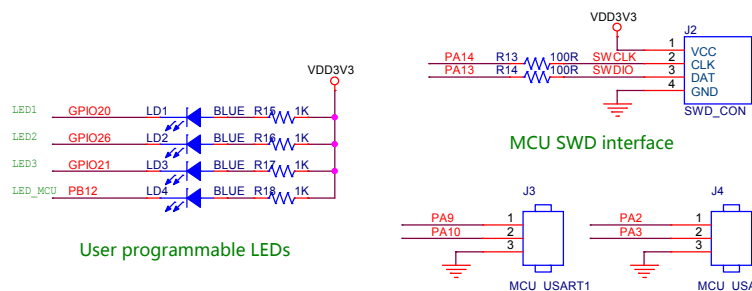 VDD3V3
LED1 GPIO20 LD1 BLUE R15 1K
LED2 GPIO26 LD2 BLUE R16 1K
LED3 GPIO21 LD3 BLUE R17 1K
LED_MCU PB12 LD4 BLUE R18 1K
User programmable LEDs
VDD3V3
J2
1 VCC
PA14 R13 100R SWCLK 2 CLK
PA13 R14 100R SWDIO 3 DAT
4 GND
SWD_CON
MCU SWD interface
J3
PA9 1
PA10 2
3
MCU_USART1
J4
PA2 1
PA3 2
3
MCU_USA